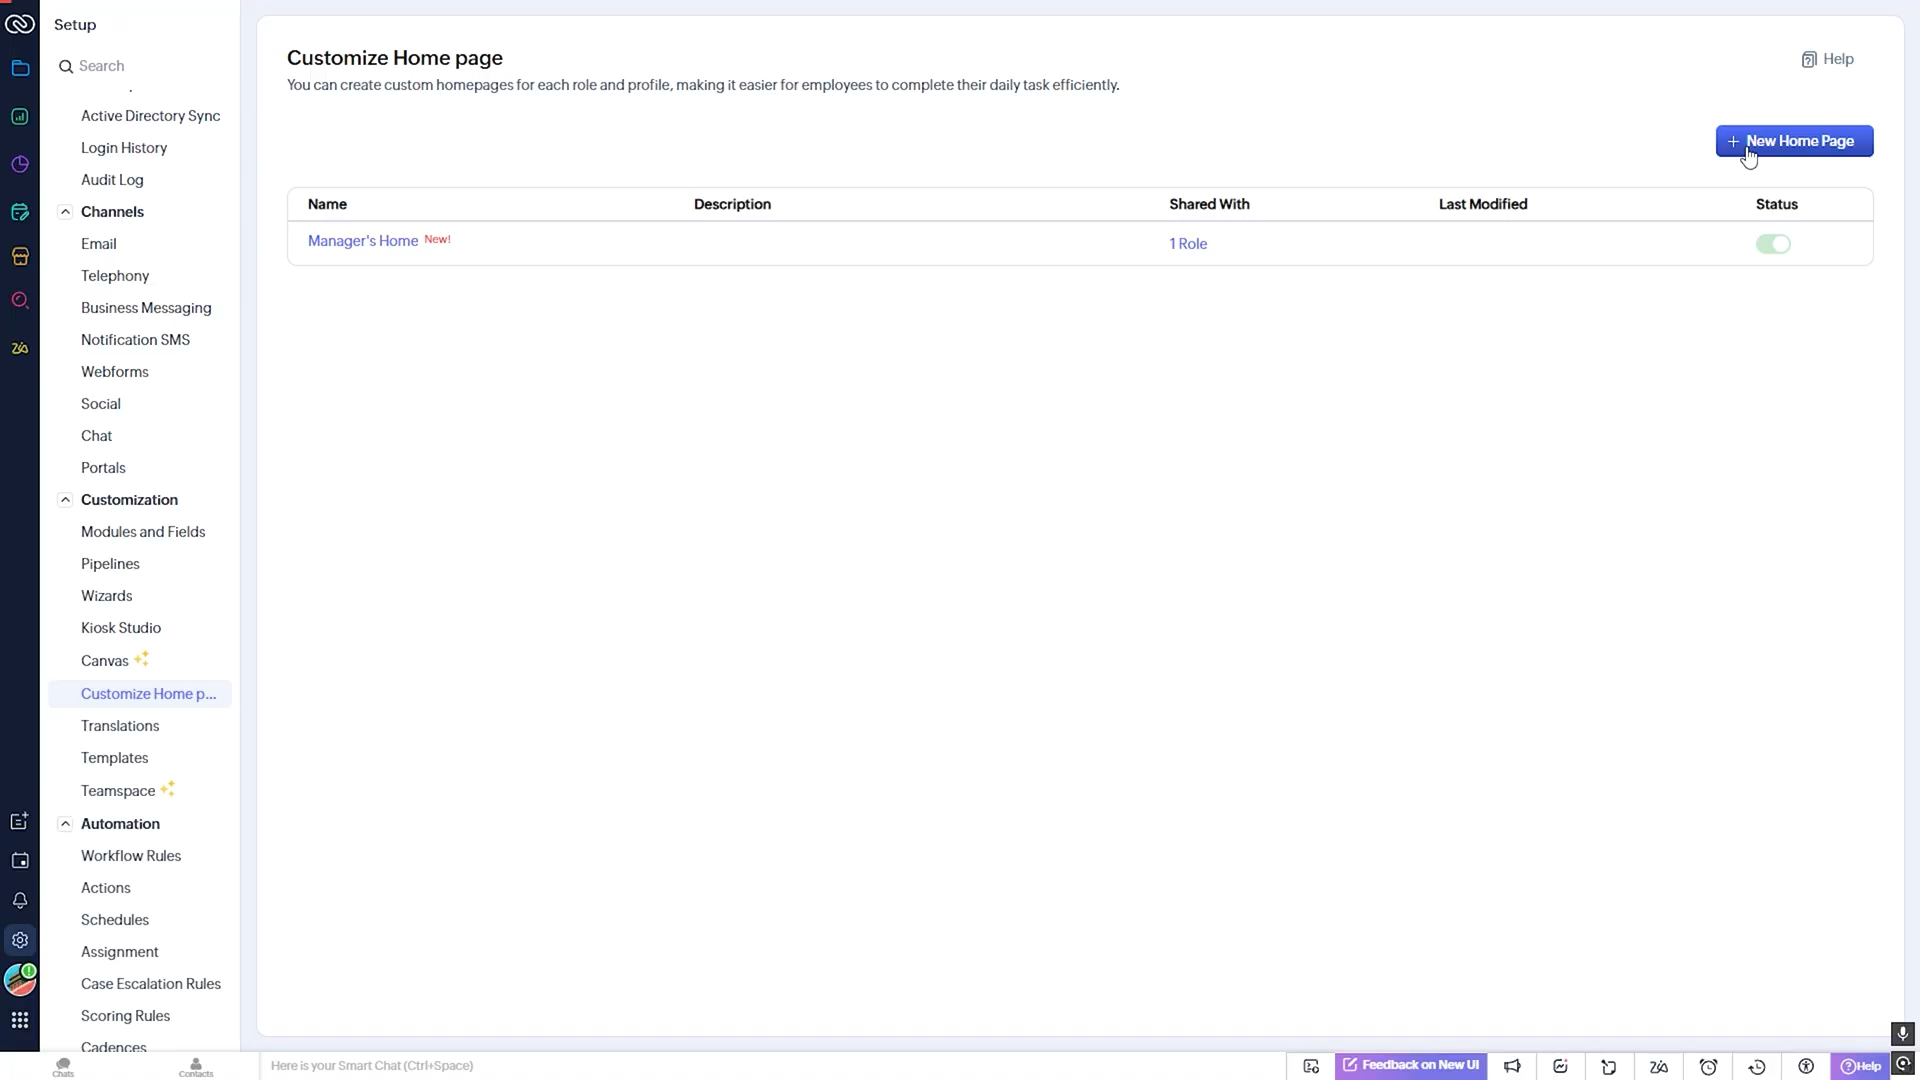 Setup
Search
Active Directory Sync
Login History
Audit Log
Channels
Email
Telephony
Business Messaging
Notification SMS
Webforms
Social
Chat
Portals
Customization
Modules and Fields
Pipelines
Wizards
Kiosk Studio
Canvas
Customize Home p...
Translations
Templates
Teamspace
Automation
Workflow Rules
Actions
Schedules
Assignment
Case Escalation Rules
Scoring Rules
Cadences
Customize Home page
You can create custom homepages for each role and profile, making it easier for employees to complete their daily task efficiently.
Help
+ New Home Page
Name Description Shared With Last Modified Status
Manager's Home New! 1 Role
Chats Contacts Here is your Smart Chat (Ctrl+Space) Feedback on New UI Help